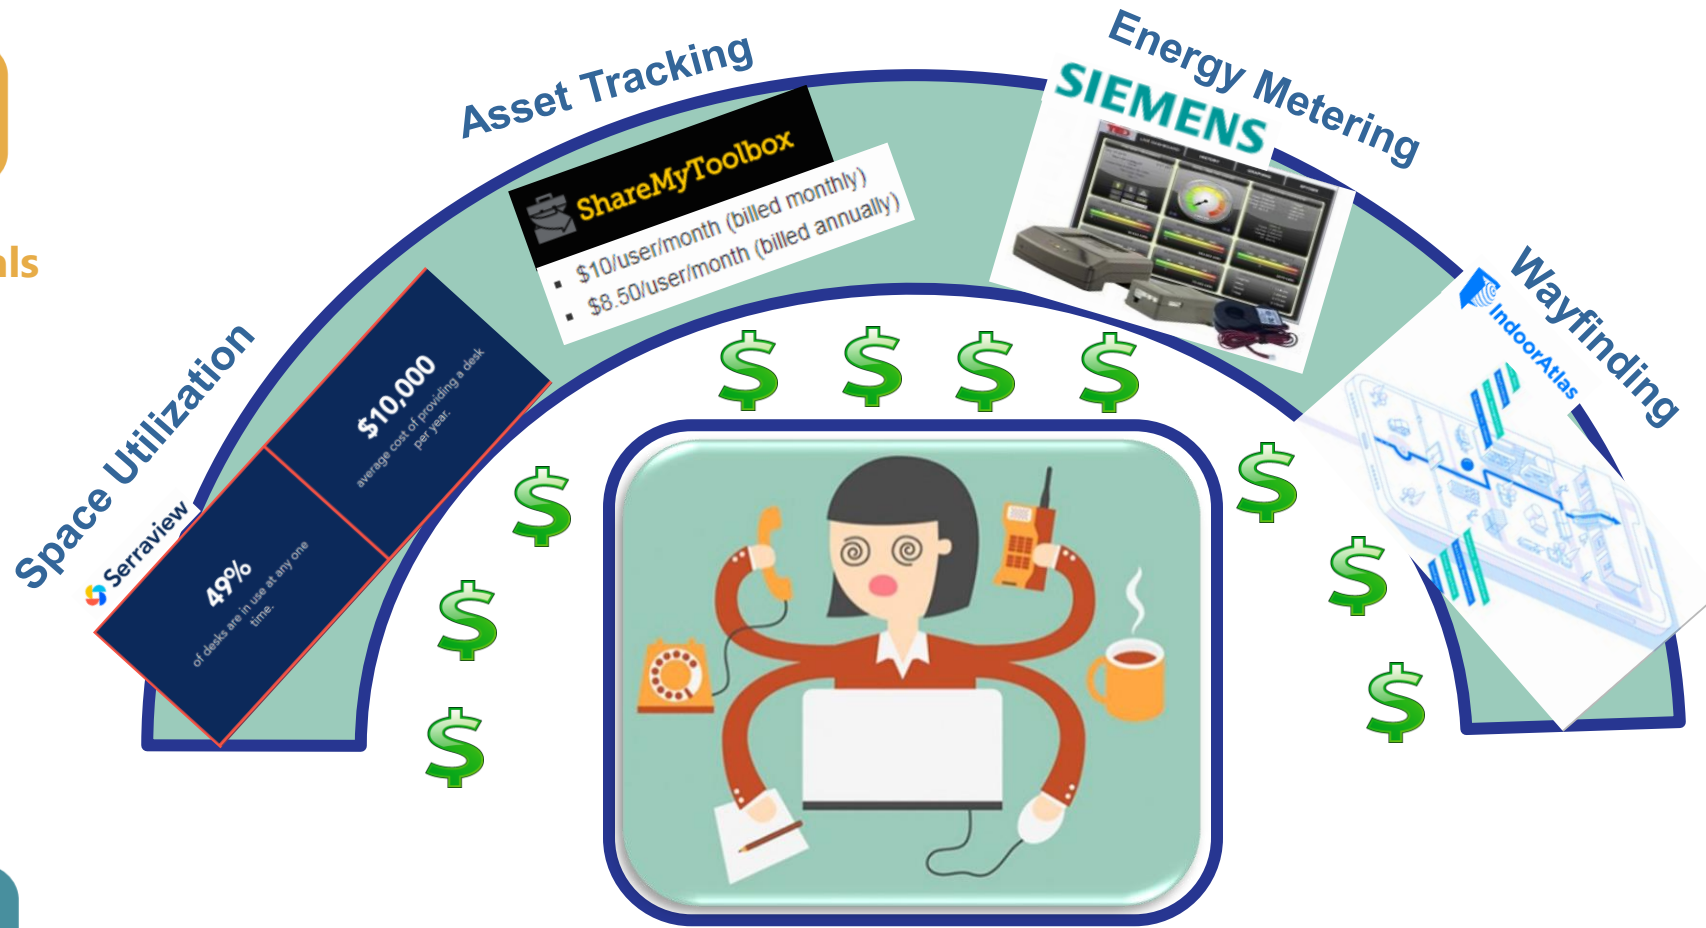 als
Space Utilization
Serraview
49%
of desks are in use at any one
time.
$10,000
average cost of providing a desk
per year.
Asset Tracking
ShareMyToolbox
▪ $10/user/month (billed monthly)
▪ $8.50/user/month (billed annually)
Energy Metering
SIEMENS
Wayfinding
IndoorAtlas
$ $ $ $
$ $
$ $
$ $